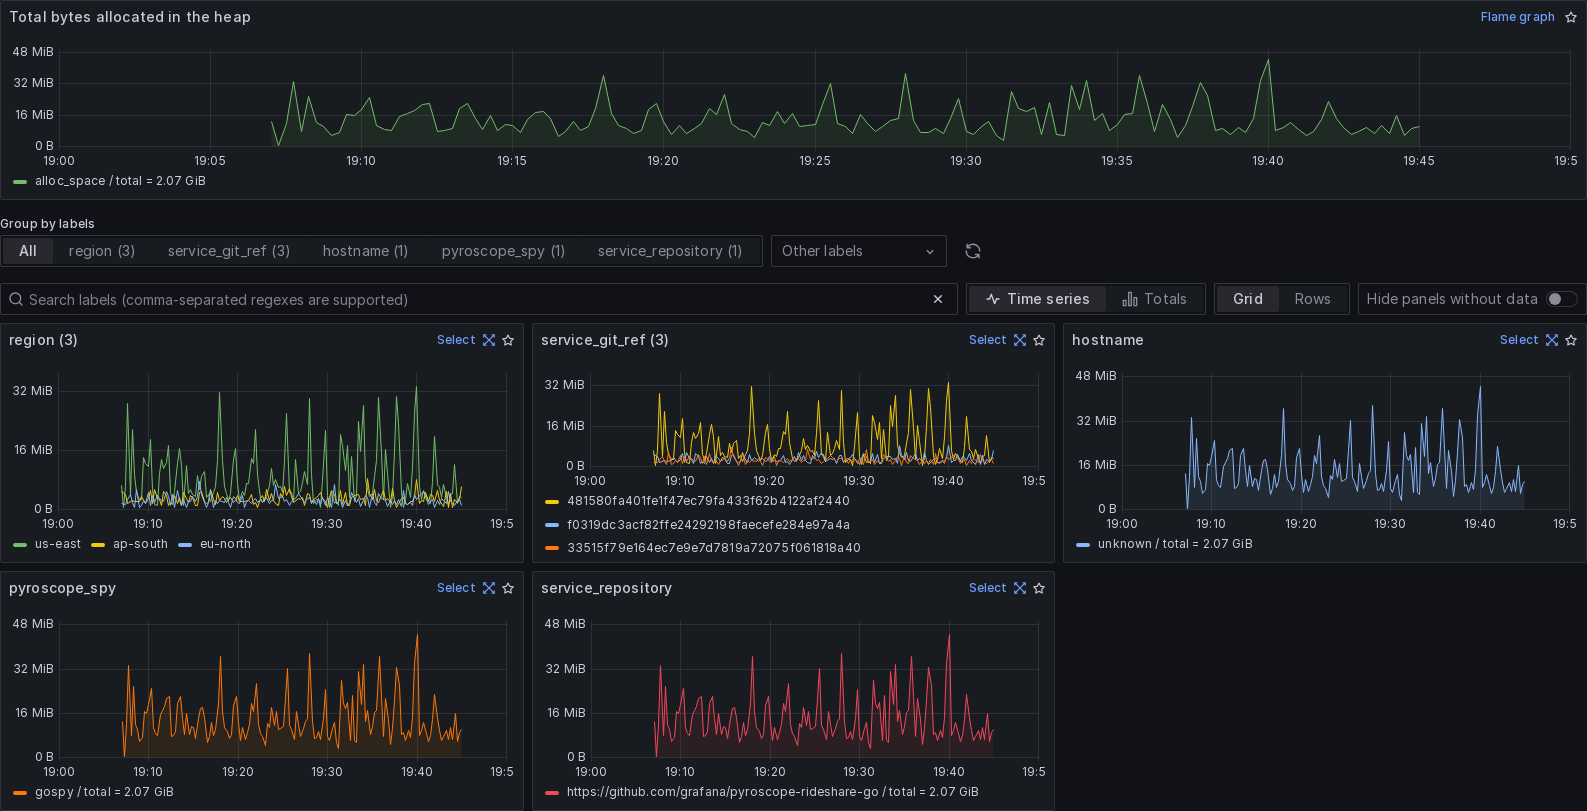 Total bytes allocated in the heap
Flame graph
48 MiB
32 MiB
16 MiB
0 B
19:00 19:05 19:10 19:15 19:20 19:25 19:30 19:35 19:40 19:45 19:5
alloc_space / total = 2.07 GiB
Group by labels
All region (3) service_git_ref (3) hostname (1) pyroscope_spy (1) service_repository (1) Other labels
Search labels (comma-separated regexes are supported)
Time series Totals Grid Rows Hide panels without data
region (3) Select
32 MiB
16 MiB
0 B
19:00 19:10 19:20 19:30 19:40 19:5
us-east ap-south eu-north
service_git_ref (3) Select
32 MiB
16 MiB
0 B
19:00 19:10 19:20 19:30 19:40 19:5
481580fa401fe1f47ec79fa433f62b4122af2440
f0319dc3acf82ffe24292198faecefe284e97a4a
33515f79e164ec7e9e7d7819a72075f061818a40
hostname Select
48 MiB
32 MiB
16 MiB
0 B
19:00 19:10 19:20 19:30 19:40 19:5
unknown / total = 2.07 GiB
pyroscope_spy Select
48 MiB
32 MiB
16 MiB
0 B
19:00 19:10 19:20 19:30 19:40 19:5
gospy / total = 2.07 GiB
service_repository Select
48 MiB
32 MiB
16 MiB
0 B
19:00 19:10 19:20 19:30 19:40 19:5
https://github.com/grafana/pyroscope-rideshare-go / total = 2.07 GiB